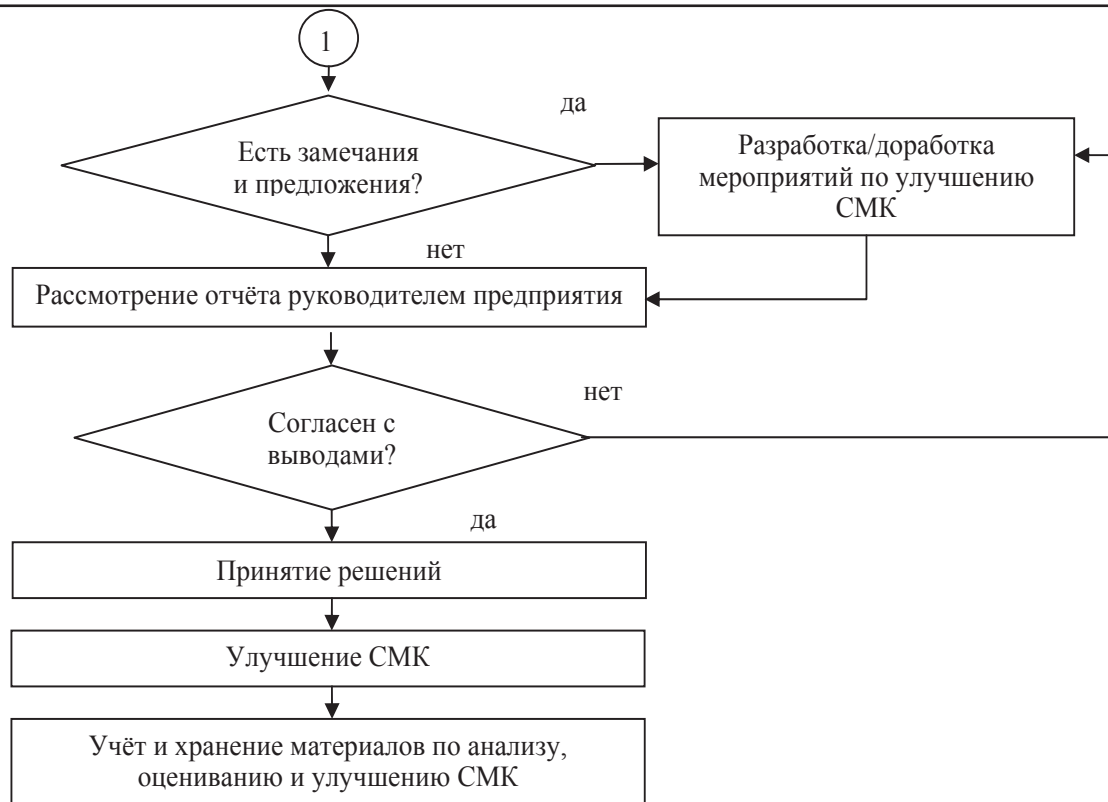 1
да
Есть замечания
и предложения?
Разработка/доработка
мероприятий по улучшению
СМК
нет
Рассмотрение отчёта руководителем предприятия
нет
Согласен с
выводами?
да
Принятие решений
Улучшение СМК
Учёт и хранение материалов по анализу,
оцениванию и улучшению СМК